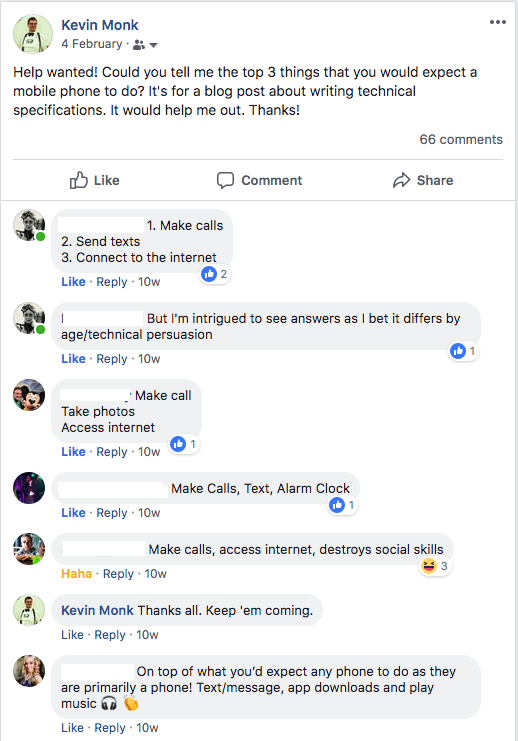 Kevin Monk
4 February ·
Help wanted! Could you tell me the top 3 things that you would expect a
mobile phone to do? It's for a blog post about writing technical
specifications. It would help me out. Thanks!
66 comments
Like Comment Share
1. Make calls
2. Send texts
3. Connect to the internet
2
Like · Reply · 10w
But I'm intrigued to see answers as I bet it differs by
age/technical persuasion
1
Like · Reply · 10w
Make call
Take photos
Access internet
1
Like · Reply · 10w
Make Calls, Text, Alarm Clock
1
Like · Reply · 10w
Make calls, access internet, destroys social skills
3
Haha · Reply · 10w
Kevin Monk Thanks all. Keep 'em coming.
Like · Reply · 10w
On top of what you'd expect any phone to do as they
are primarily a phone! Text/message, app downloads and play
music 🎧 👏
Like · Reply · 10w